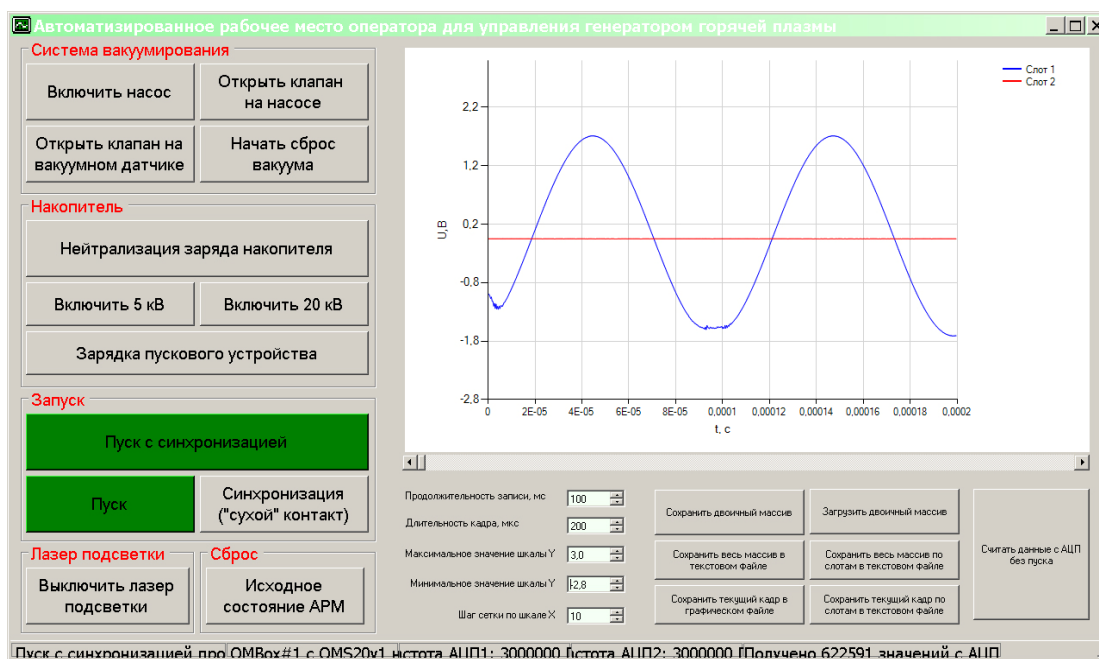 Автоматизированное рабочее место оператора для управления генератором горячей плазмы
Система вакуумирования
Включить насос
Открыть клапан
на насосе
Открыть клапан на
вакуумном датчике
Начать сброс
вакуума
Накопитель
Нейтрализация заряда накопителя
Включить 5 кВ
Включить 20 кВ
Зарядка пускового устройства
Запуск
Пуск с синхронизацией
Пуск
Синхронизация
("сухой" контакт)
Лазер подсветки
Выключить лазер
подсветки
Сброс
Исходное
состояние АРМ
Слот 1
Слот 2
U,В
2,2
1,2
0,2
-0,8
-1,8
-2,8
0 2E-05 4E-05 6E-05 8E-05 0,0001 0,00012 0,00014 0,00016 0,00018 0,0002
t, с
Продолжительность записи, мс 100
Длительность кадра, мкс 200
Максимальное значение шкалы Y 3,0
Минимальное значение шкалы Y -2,8
Шаг сетки по шкале X 10
Сохранить двоичный массив
Загрузить двоичный массив
Сохранить весь массив в
текстовом файле
Сохранить весь массив по
слотам в текстовом файле
Сохранить текущий кадр в
графическом файле
Сохранить текущий кадр по
слотам в текстовом файле
Считать данные с АЦП
без пуска
Пуск с синхронизацией про QMBox#1 с QMS20v1 стота АЦП1: 3000000 стота АЦП2: 3000000 Получено 622591 значений с АЦП